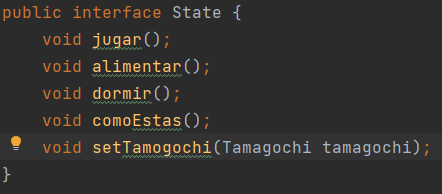 public interface State {
    void jugar();
    void alimentar();
    void dormir();
    void comoEstas();
    void setTamogochi(Tamagochi tamagochi);
}